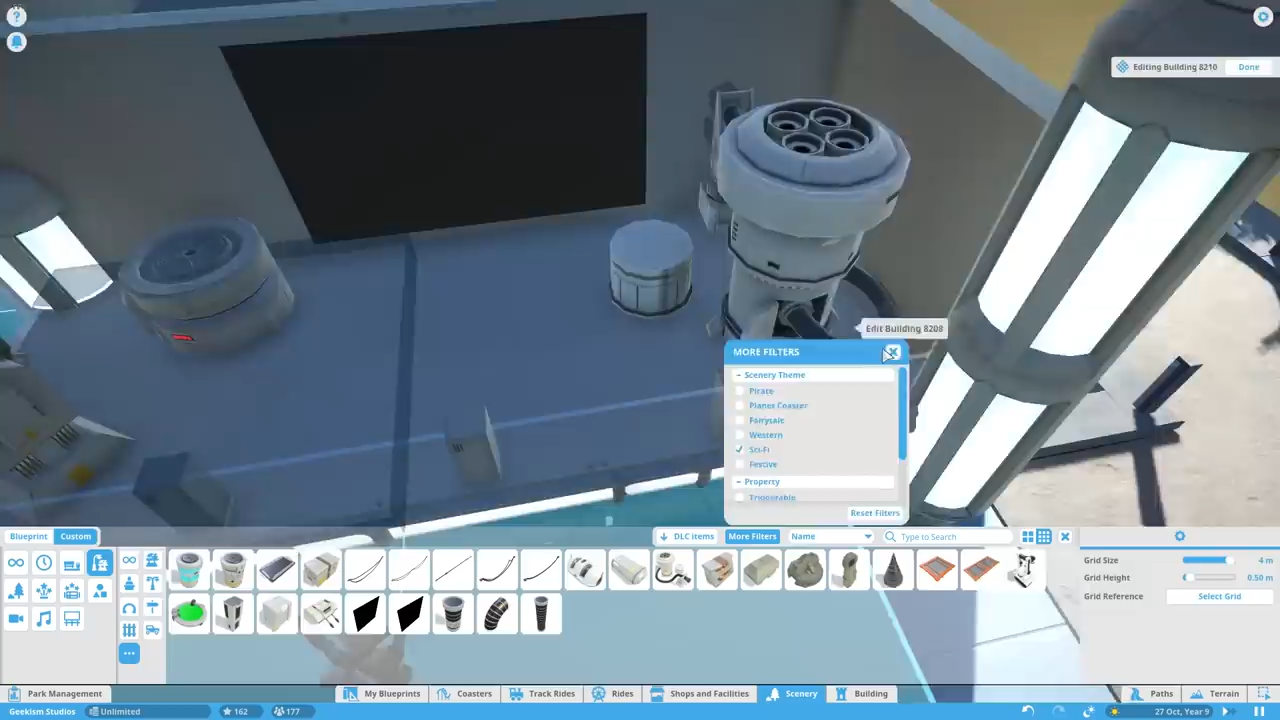 Editing Building 8210 Done
Edit Building 8208
MORE FILTERS
– Scenery Theme
Pirate
Planet Coaster
Fairytale
Western
Sci-Fi
Festive
– Property
Triggerable
Reset Filters
Blueprint Custom DLC items More Filters Name Type to Search
Grid Size 4 m
Grid Height 0.50 m
Grid Reference Select Grid
Park Management My Blueprints Coasters Track Rides Rides Shops and Facilities Scenery Building Paths Terrain
Geekism Studios Unlimited 162 177 27 Oct, Year 9